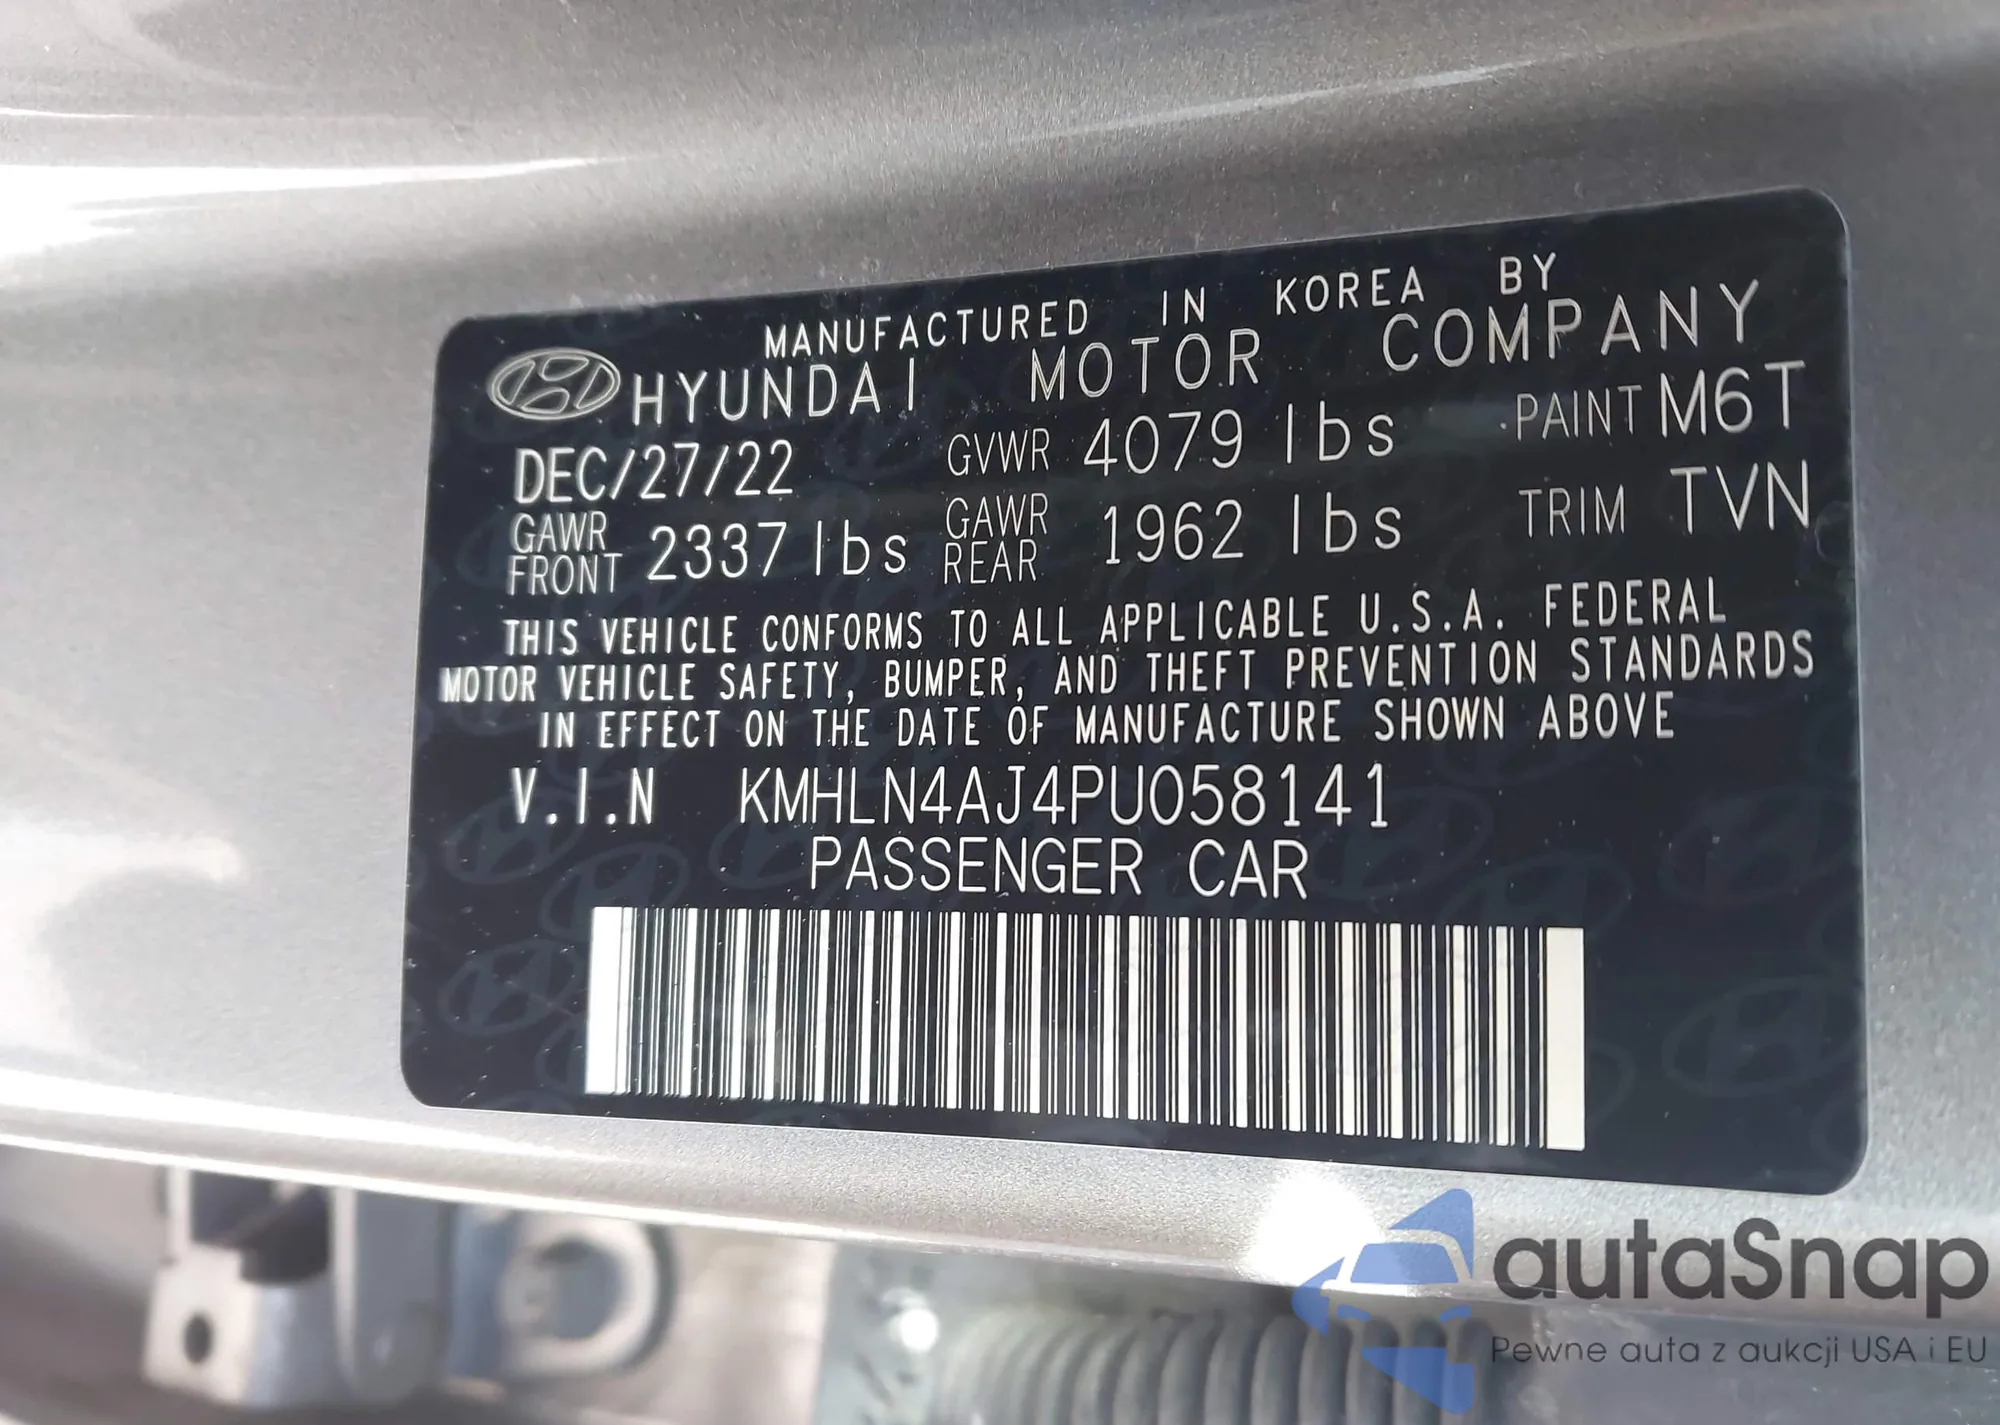 MANUFACTURED IN KOREA BY
HYUNDAI MOTOR COMPANY
DEC/27/22 GVWR 4079 lbs PAINT M6T
GAWR FRONT 2337 lbs GAWR REAR 1962 lbs TRIM TVN
THIS VEHICLE CONFORMS TO ALL APPLICABLE U.S.A. FEDERAL
MOTOR VEHICLE SAFETY, BUMPER, AND THEFT PREVENTION STANDARDS
IN EFFECT ON THE DATE OF MANUFACTURE SHOWN ABOVE
V.I.N KMHLN4AJ4PU058141
PASSENGER CAR
autaSnap
Pewne auta z aukcji USA i EU